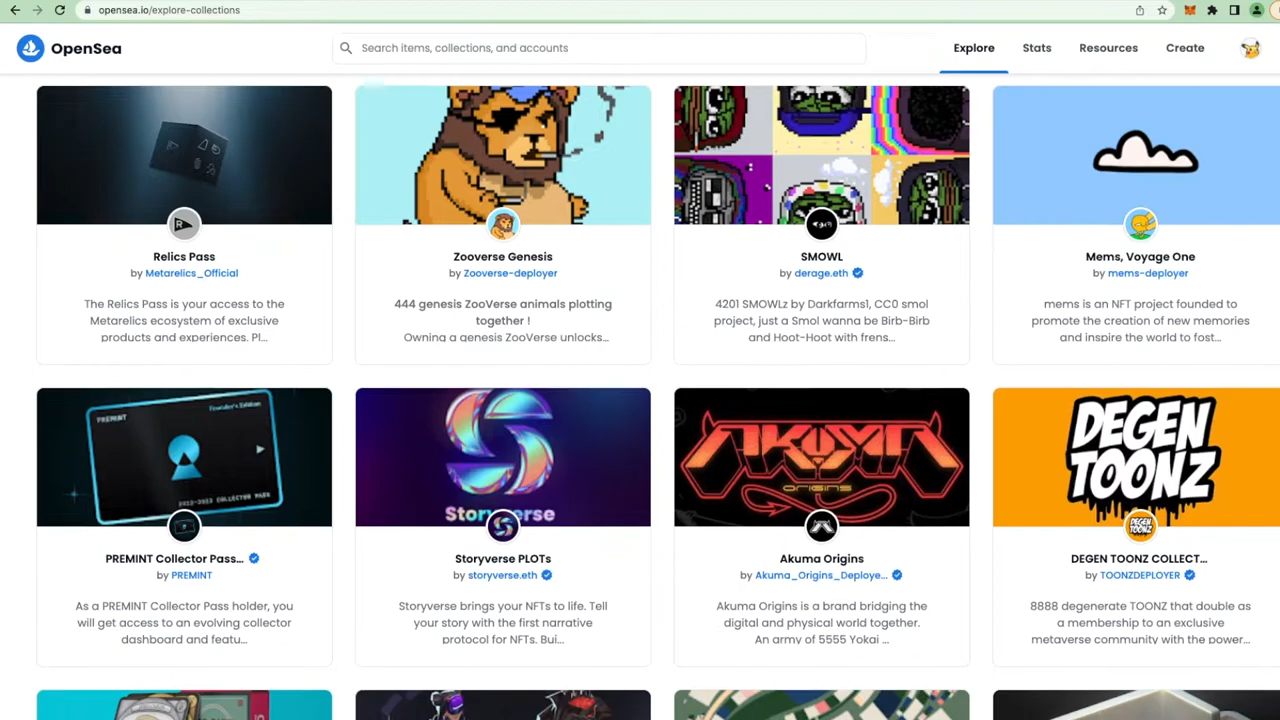 opensea.io/explore-collections
OpenSea
Search items, collections, and accounts
Explore
Stats
Resources
Create
Relics Pass
by Metarelics_Official
The Relics Pass is your access to the
Metarelics ecosystem of exclusive
products and experiences. Pl...
Zooverse Genesis
by Zooverse-deployer
444 genesis ZooVerse animals plotting
together !
Owning a genesis ZooVerse unlocks...
SMOWL
by derage.eth
4201 SMOWLz by Darkfarms1, CC0 smol
project, just a Smol wanna be Birb-Birb
and Hoot-Hoot with frens...
Mems, Voyage One
by mems-deployer
mems is an NFT project founded to
promote the creation of new memories
and inspire the world to fost...
PREMINT
Founder's Edition
2022-2023 COLLECTOR PASS
PREMINT Collector Pass...
by PREMINT
As a PREMINT Collector Pass holder, you
will get access to an evolving collector
dashboard and featu...
Storyverse PLOTs
by storyverse.eth
Storyverse brings your NFTs to life. Tell
your story with the first narrative
protocol for NFTs. Bui...
AKUMA
ORIGINS
Akuma Origins
by Akuma_Origins_Deploye...
Akuma Origins is a brand bridging the
digital and physical world together.
An army of 5555 Yokai ...
DEGEN
TOONZ
DEGEN TOONZ COLLECT...
by TOONZDEPLOYER
8888 degenerate TOONZ that double as
a membership to an exclusive
metaverse community with the power...